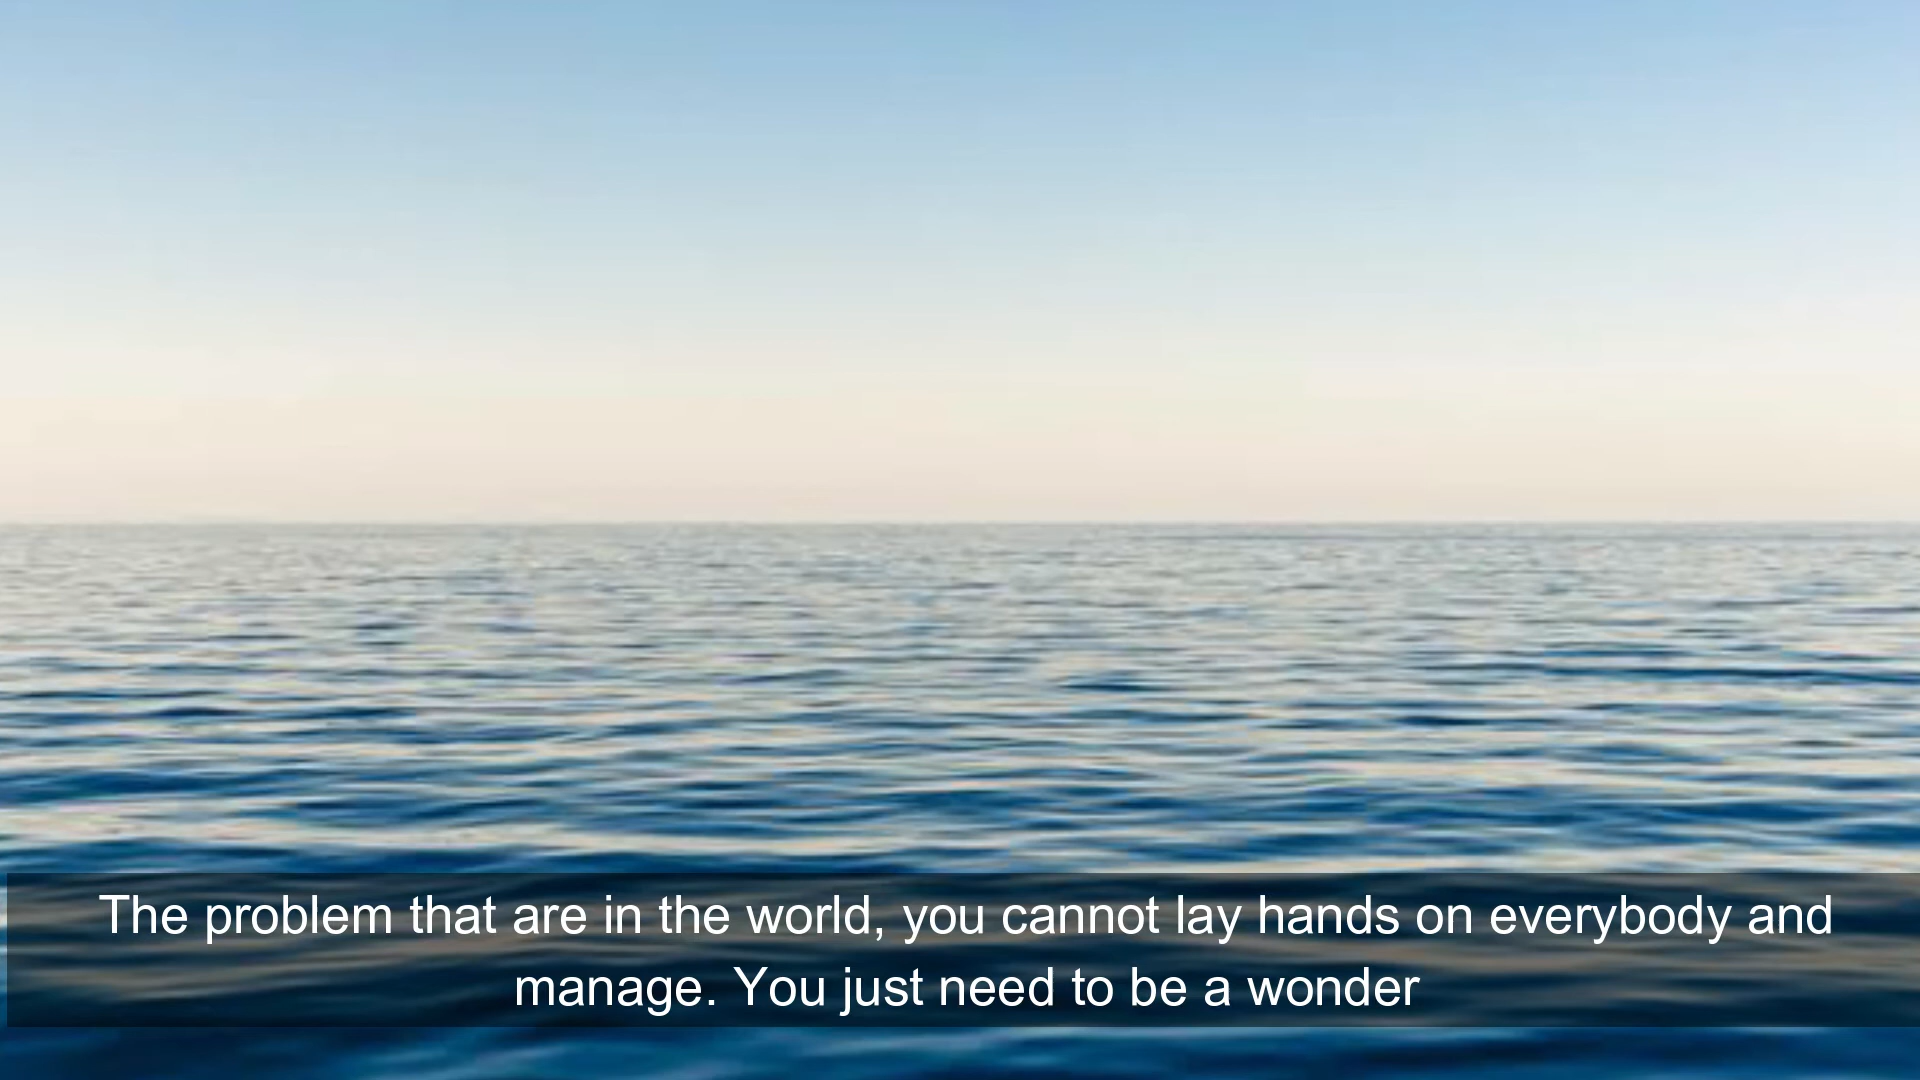 The problem that are in the world, you cannot lay hands on everybody and
manage. You just need to be a wonder